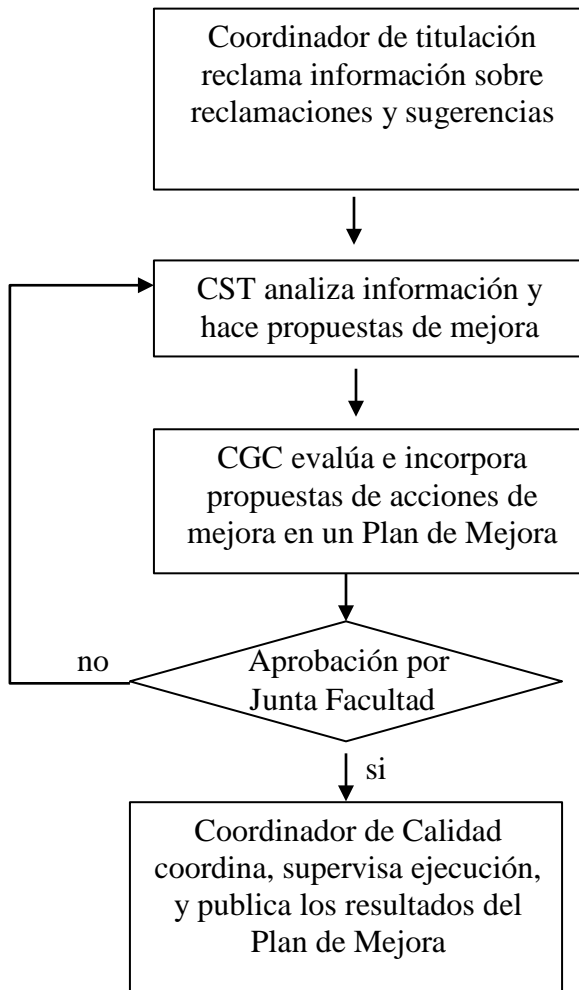 Coordinador de titulación
reclama información sobre
reclamaciones y sugerencias
CST analiza información y
hace propuestas de mejora
CGC evalúa e incorpora
propuestas de acciones de
mejora en un Plan de Mejora
no
Aprobación por
Junta Facultad
si
Coordinador de Calidad
coordina, supervisa ejecución,
y publica los resultados del
Plan de Mejora